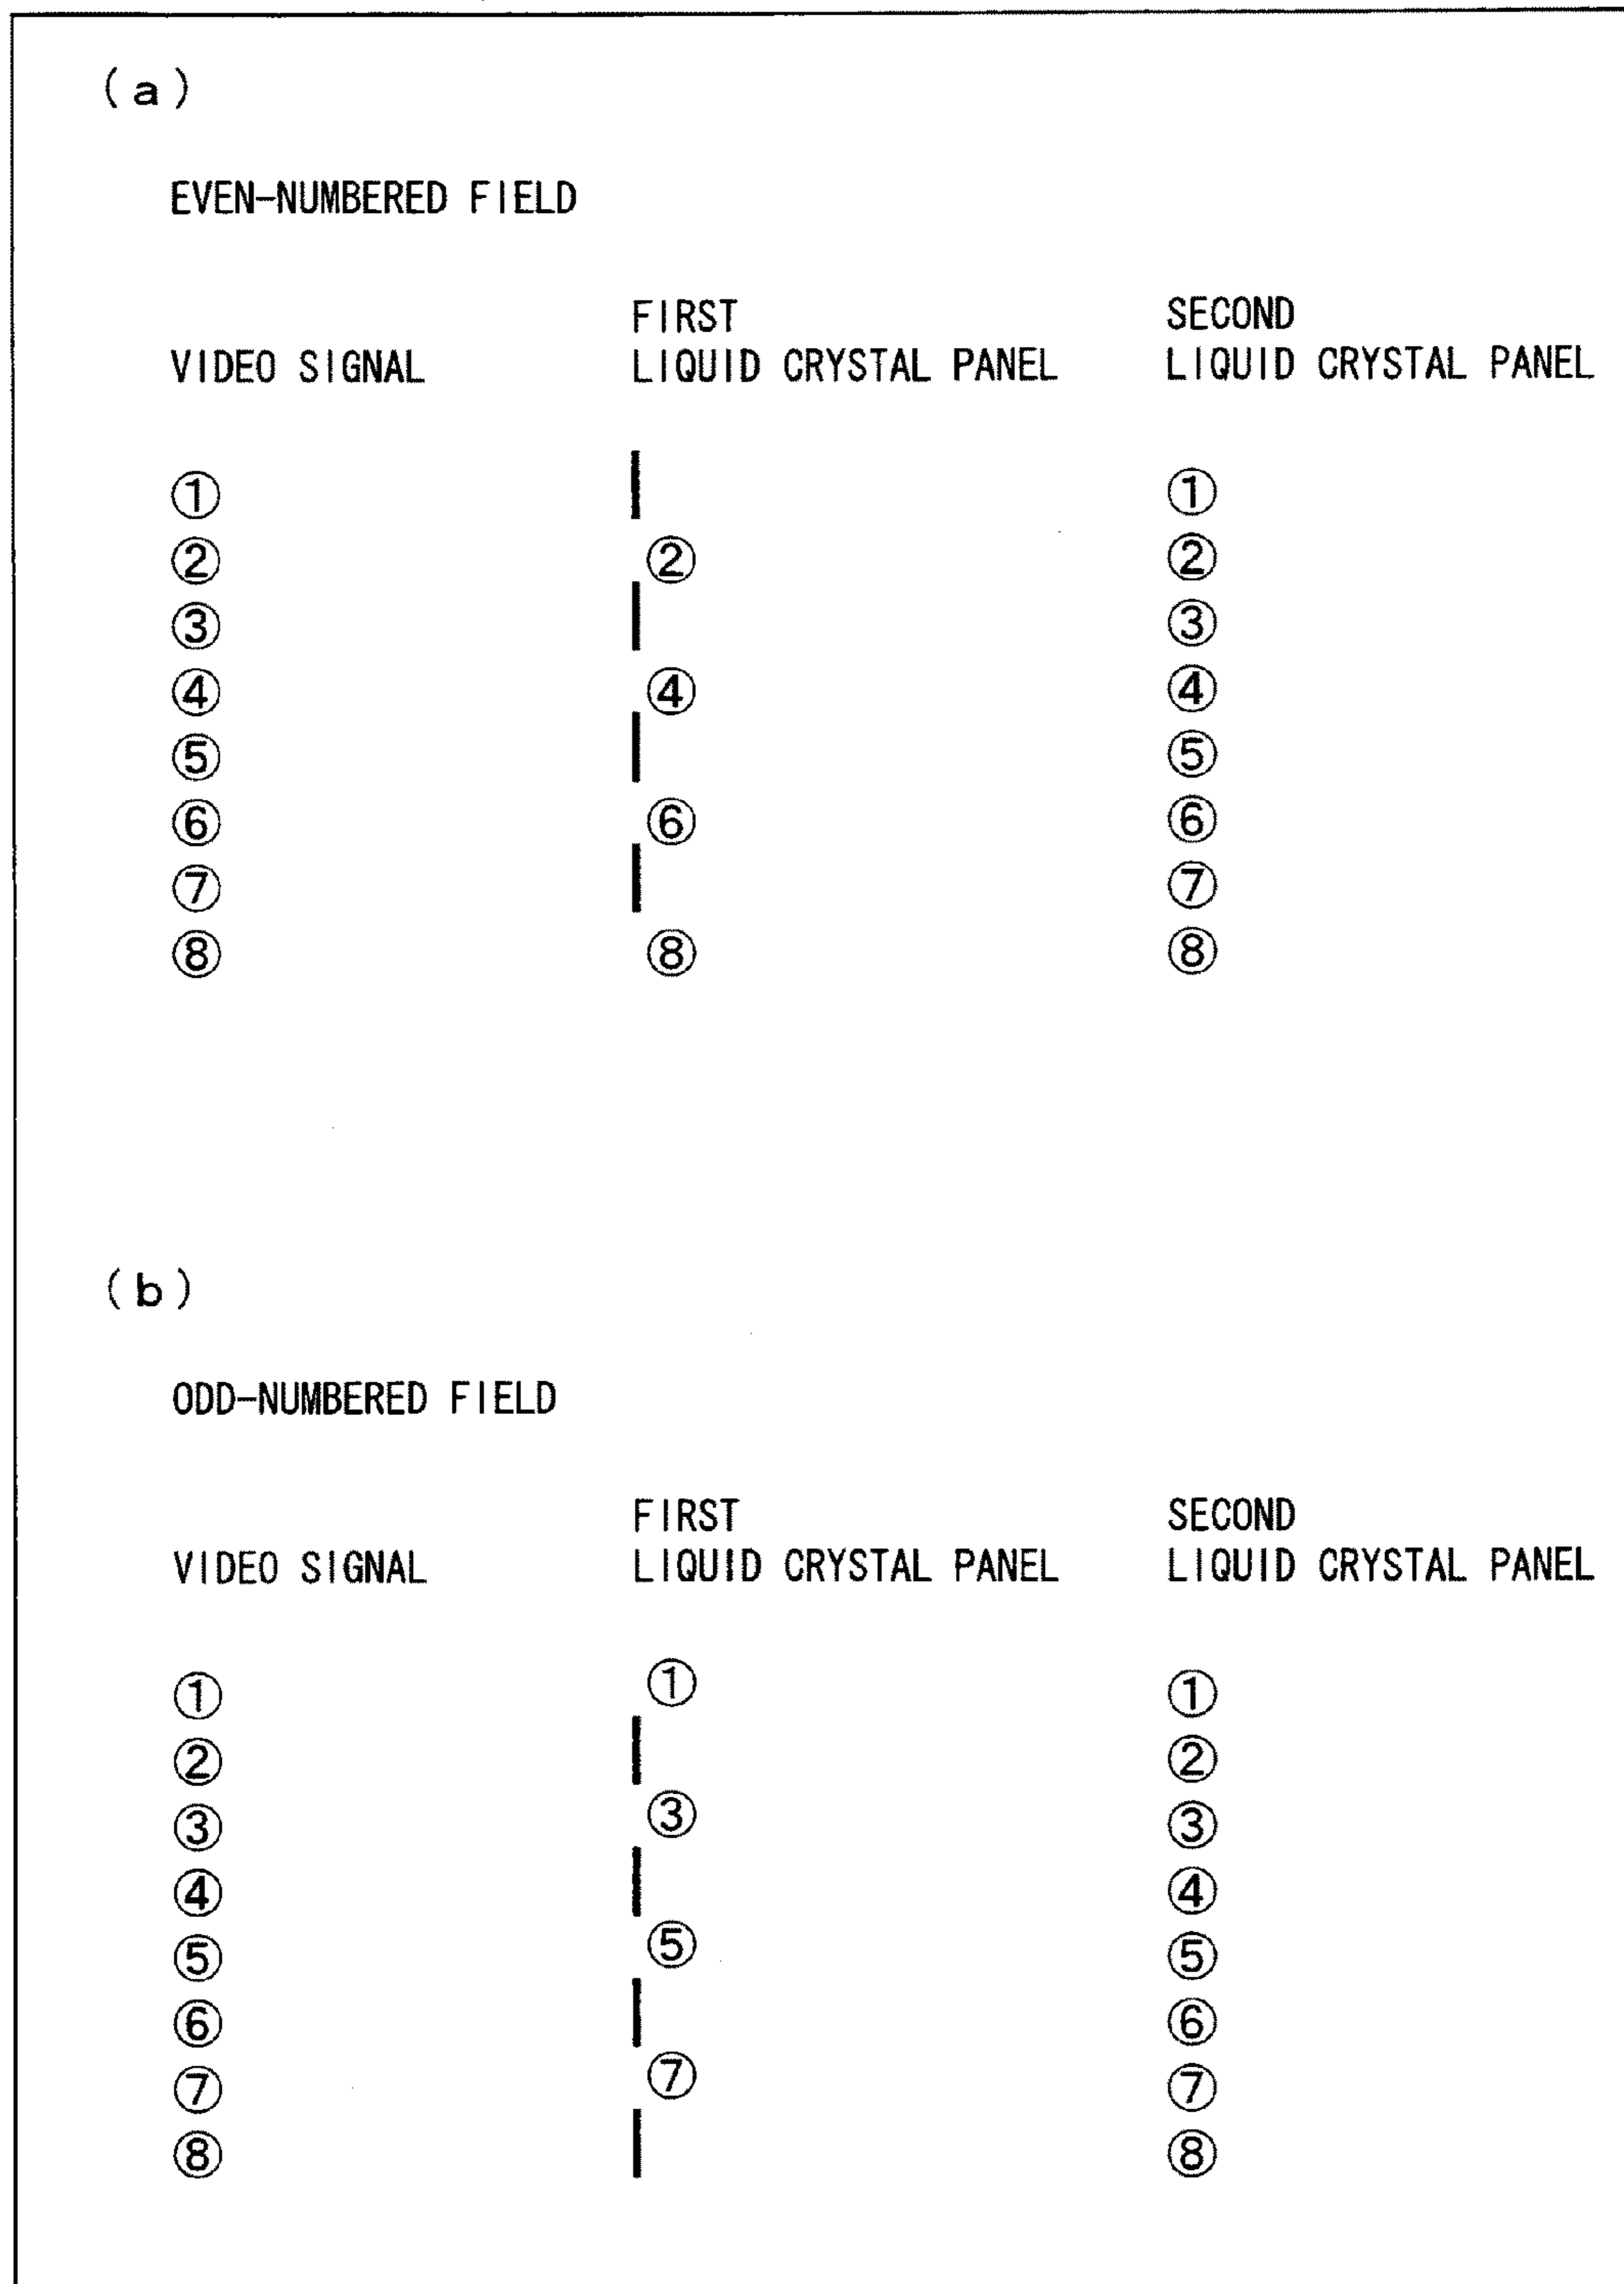 (a)
EVEN-NUMBERED FIELD
FIRST SECOND
VIDEO SIGNAL LIQUID CRYSTAL PANEL LIQUID CRYSTAL PANEL
① ①
② ② ②
③ ③
④ ④ ④
⑤ ⑤
⑥ ⑥ ⑥
⑦ ⑦
⑧ ⑧ ⑧
(b)
ODD-NUMBERED FIELD
FIRST SECOND
VIDEO SIGNAL LIQUID CRYSTAL PANEL LIQUID CRYSTAL PANEL
① ① ①
② ②
③ ③ ③
④ ④
⑤ ⑤ ⑤
⑥ ⑥
⑦ ⑦ ⑦
⑧ ⑧